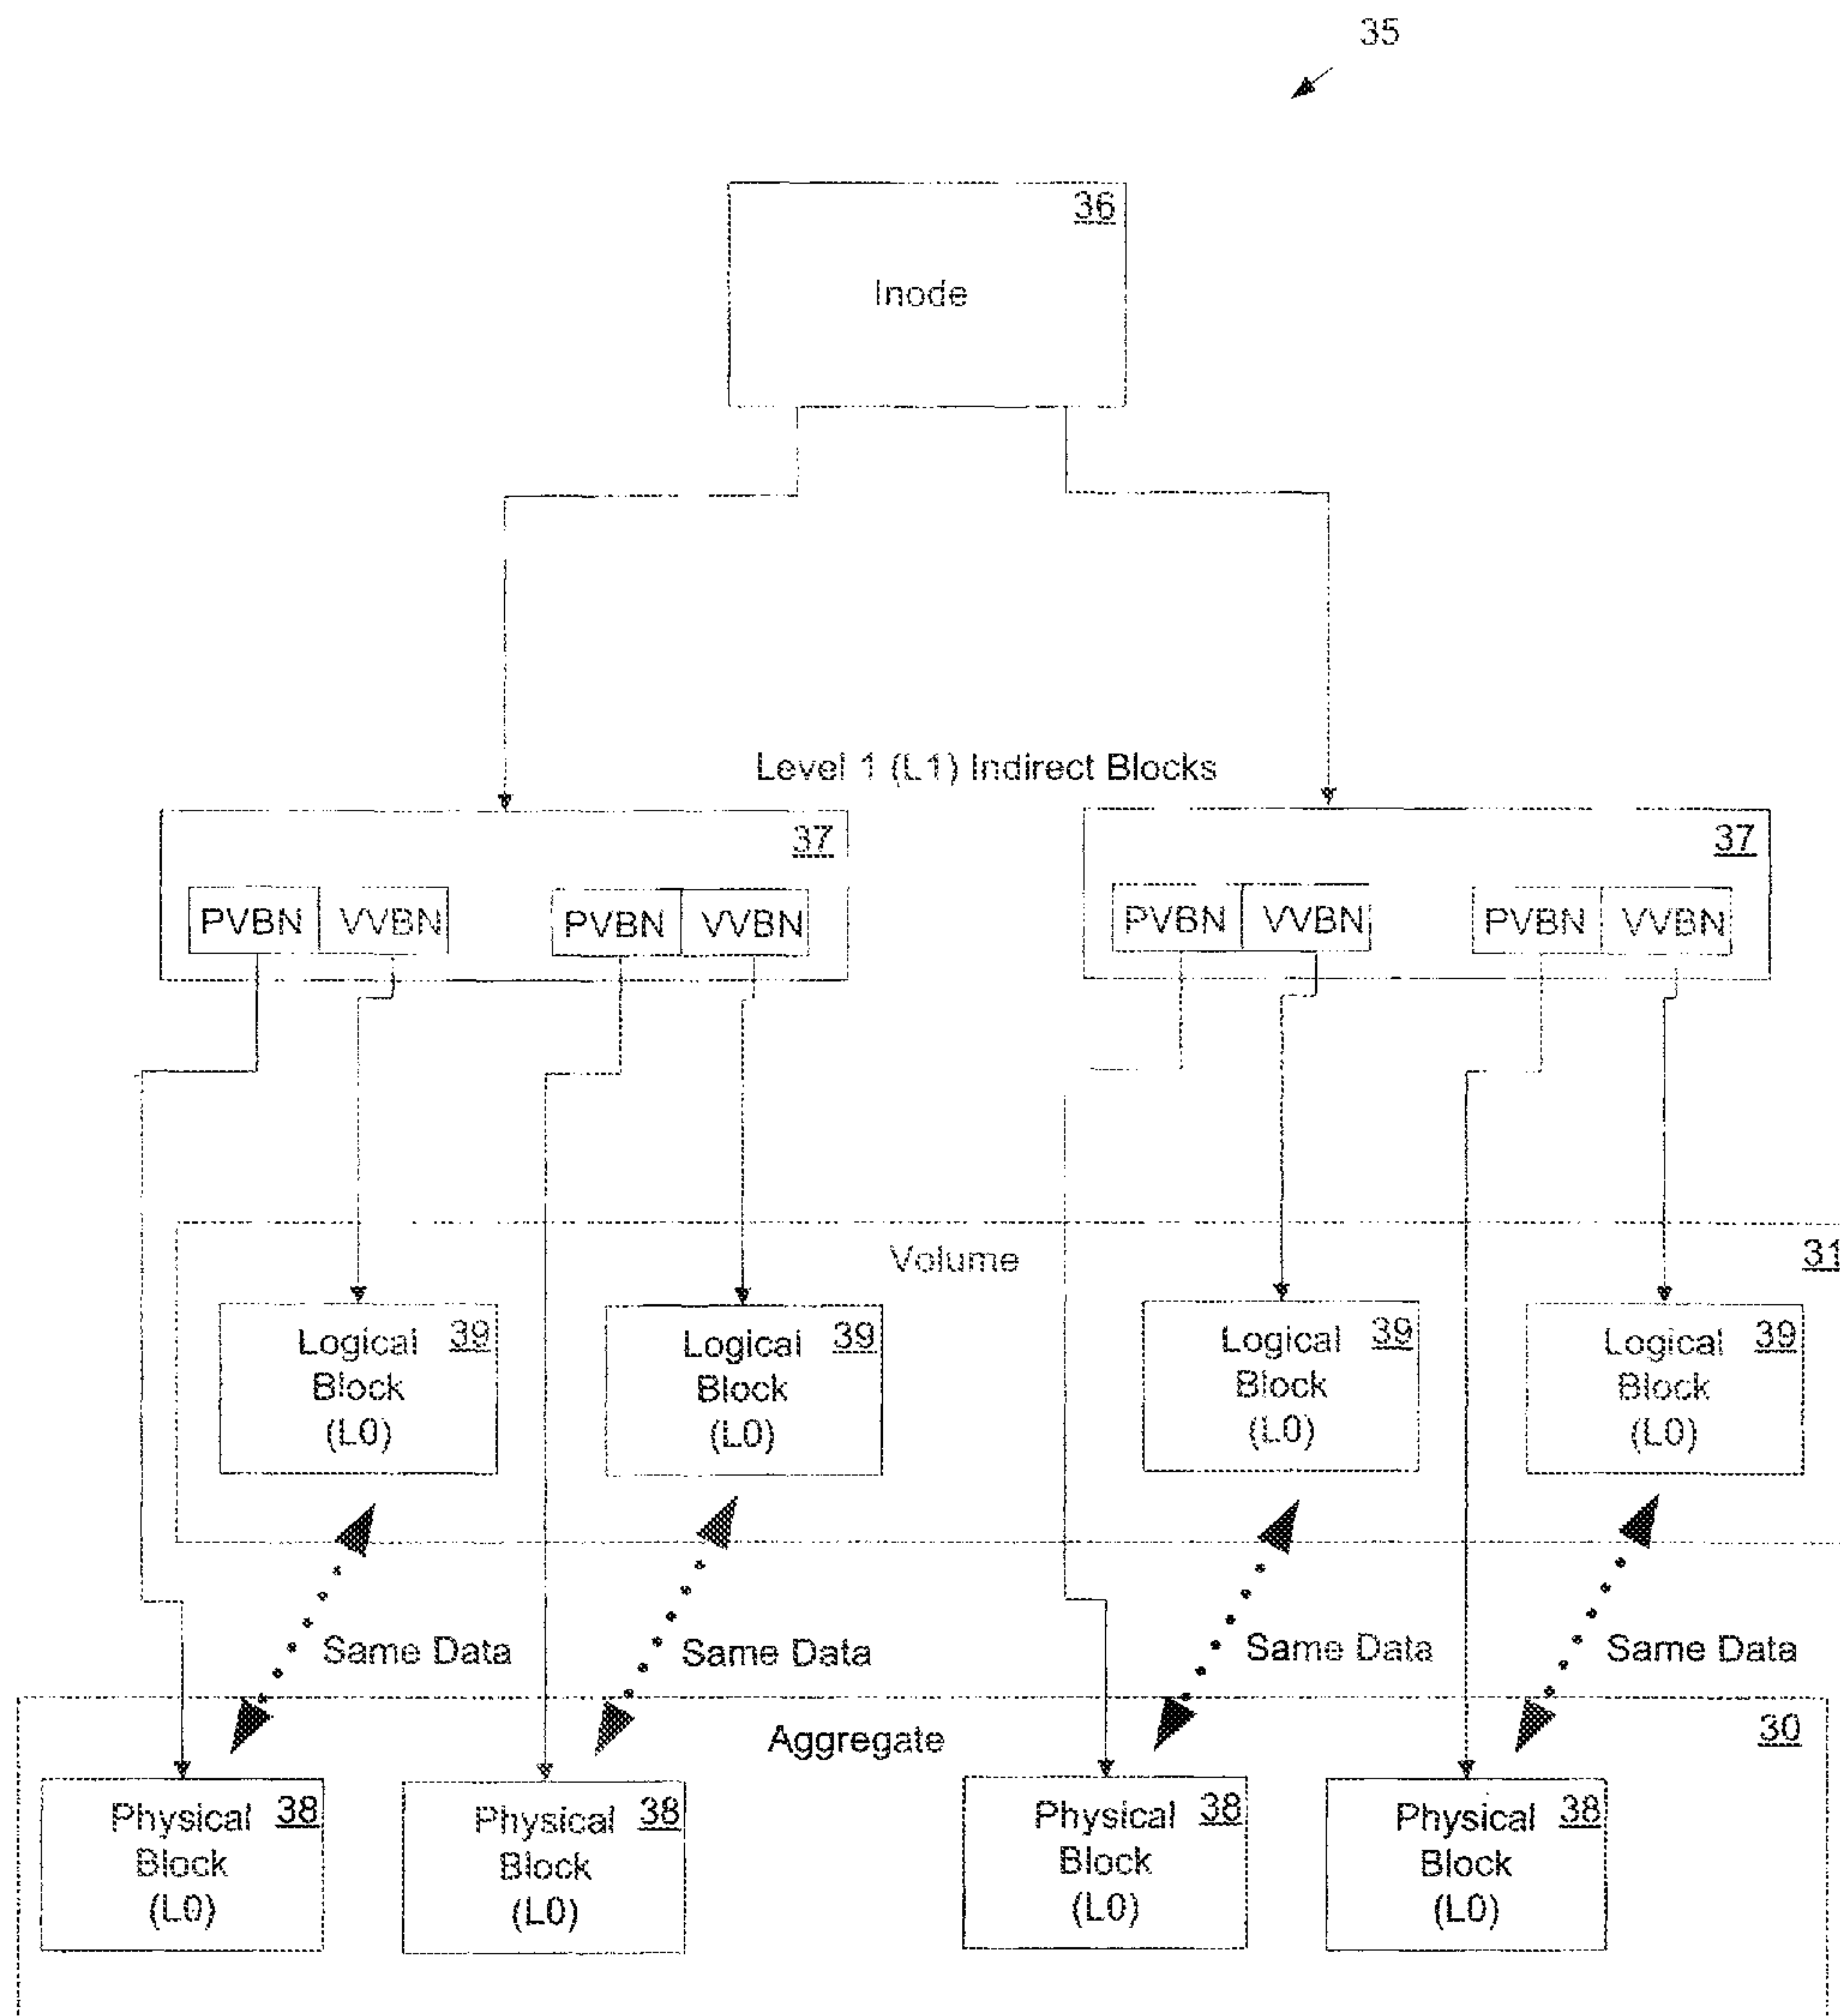 35
36
Inode
Level 1 (L1) Indirect Blocks
37
37
PVBN VVBN PVBN VVBN
PVBN VVBN PVBN VVBN
Volume
31
Logical 39
Block
(L0)
Logical 39
Block
(L0)
Logical 39
Block
(L0)
Logical 39
Block
(L0)
Same Data
Same Data
Same Data
Same Data
Aggregate
30
Physical 38
Block
(L0)
Physical 38
Block
(L0)
Physical 38
Block
(L0)
Physical 38
Block
(L0)